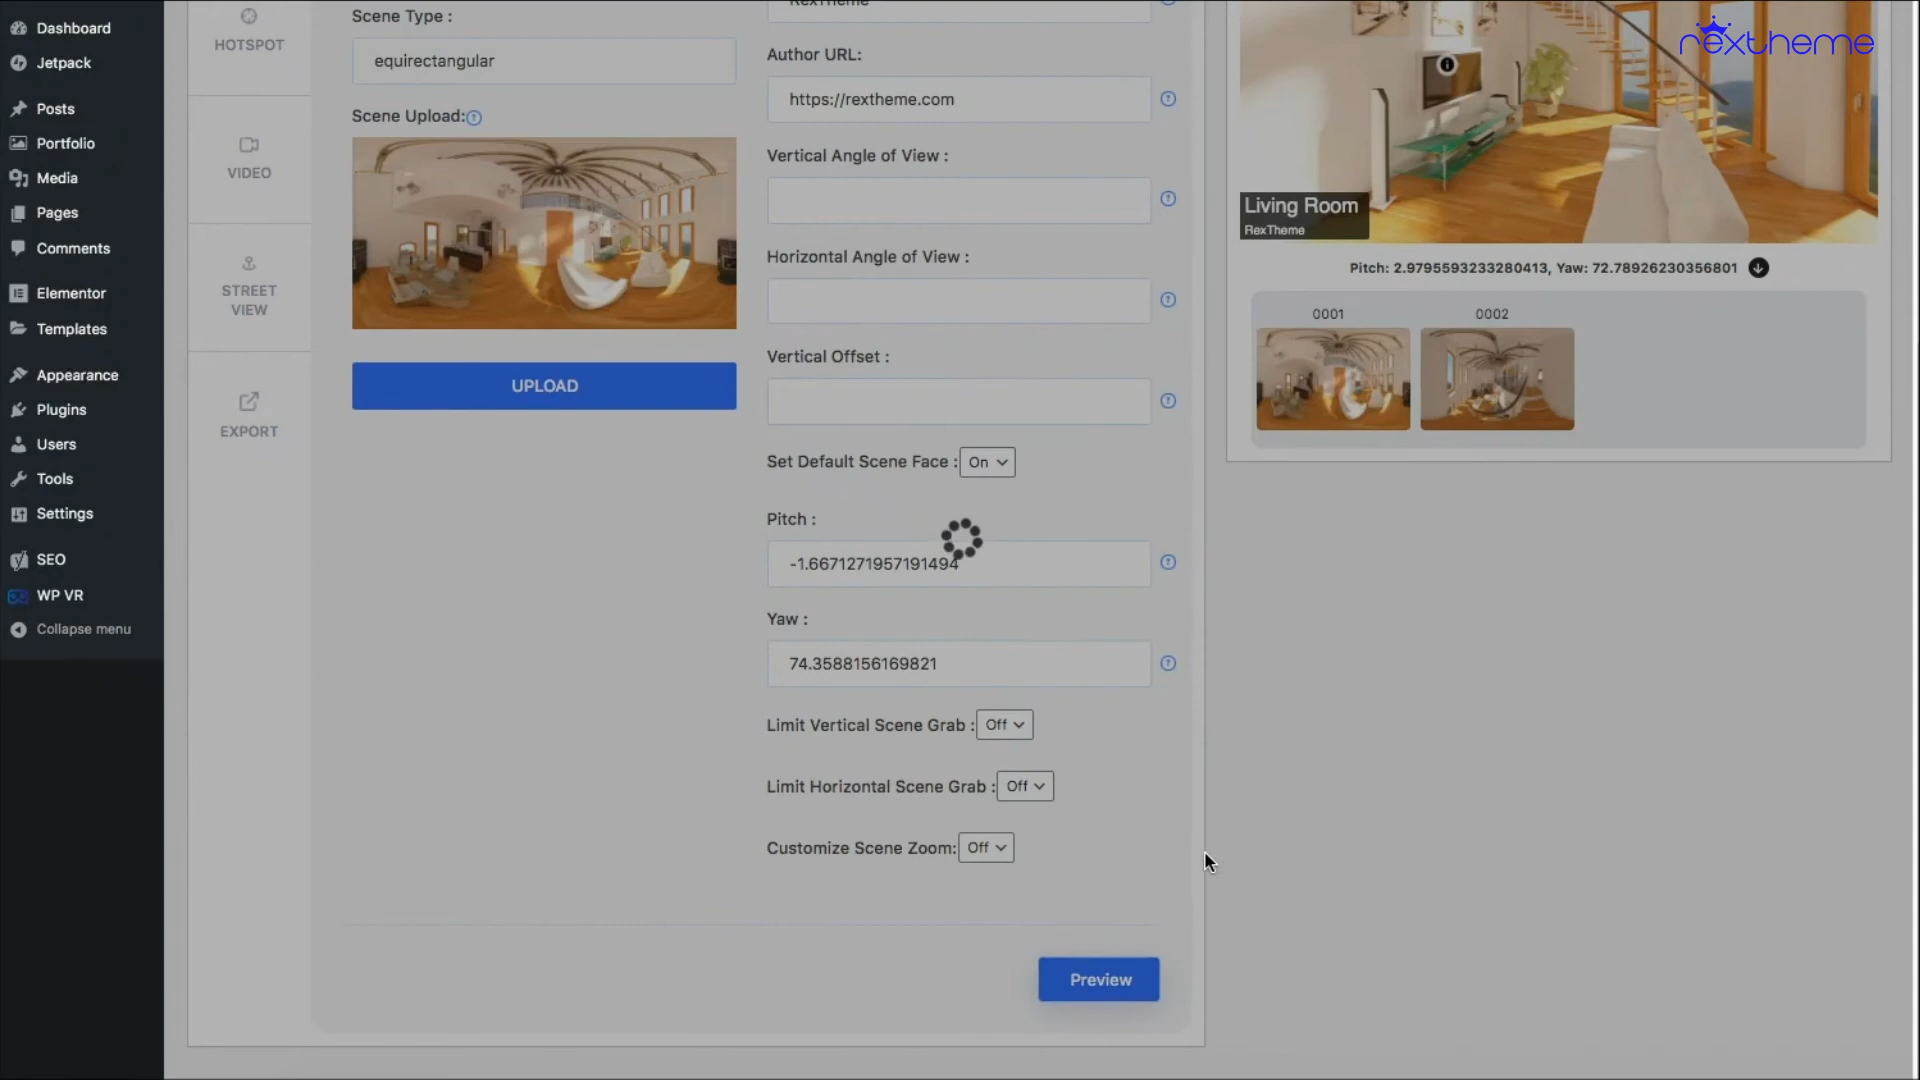 Dashboard
Jetpack
Posts
Portfolio
Media
Pages
Comments
Elementor
Templates
Appearance
Plugins
Users
Tools
Settings
SEO
WP VR
Collapse menu
HOTSPOT
VIDEO
STREET
VIEW
EXPORT
Scene Type :
equirectangular
Scene Upload:
UPLOAD
RexTheme
Author URL:
https://rextheme.com
Vertical Angle of View :
Horizontal Angle of View :
Vertical Offset :
Set Default Scene Face : On
Pitch :
-1.6671271957191494
Yaw :
74.3588156169821
Limit Vertical Scene Grab : Off
Limit Horizontal Scene Grab : Off
Customize Scene Zoom: Off
Preview
rextheme
Living Room
RexTheme
Pitch: 2.9795593233280413, Yaw: 72.78926230356801
0001 0002